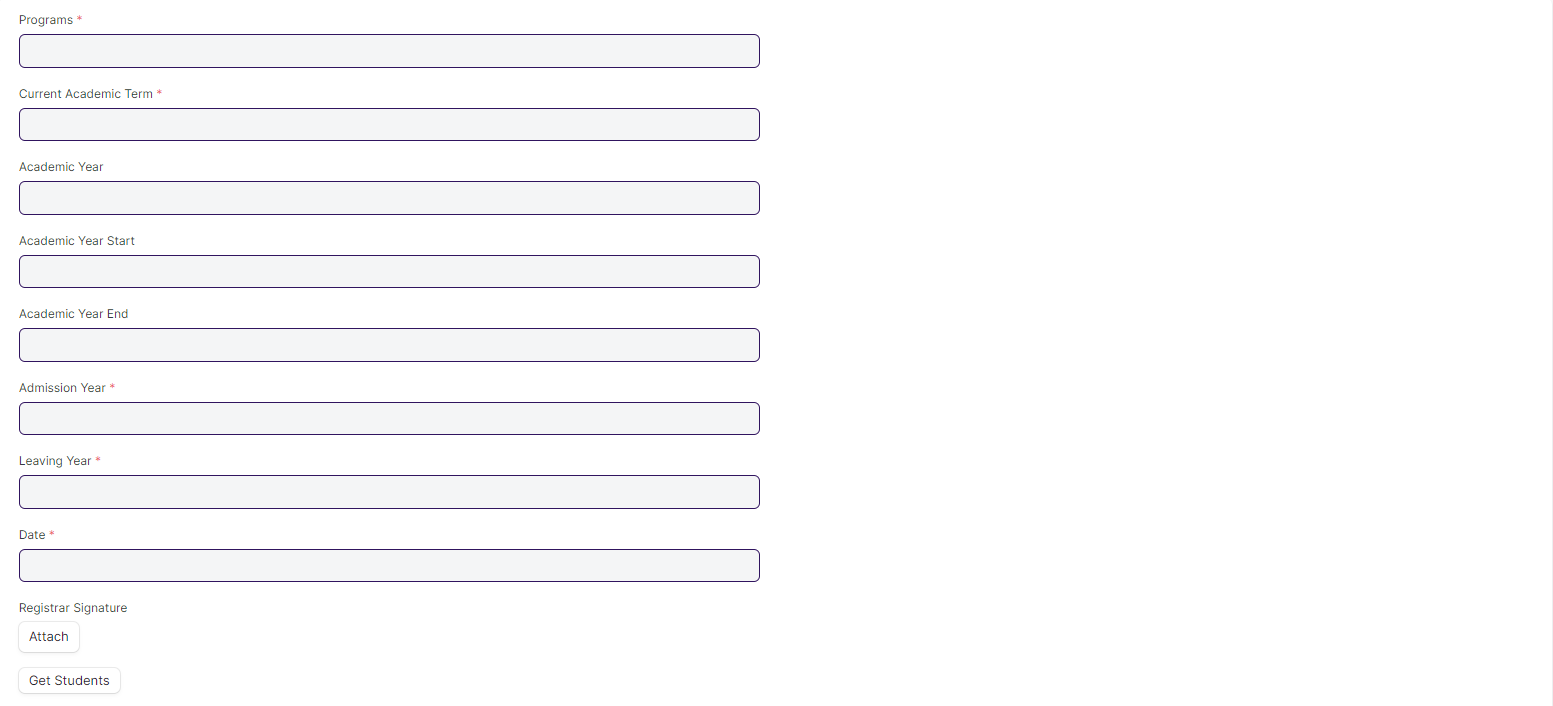 Programs *
Current Academic Term *
Academic Year
Academic Year Start
Academic Year End
Admission Year *
Leaving Year *
Date *
Registrar Signature
Attach
Get Students